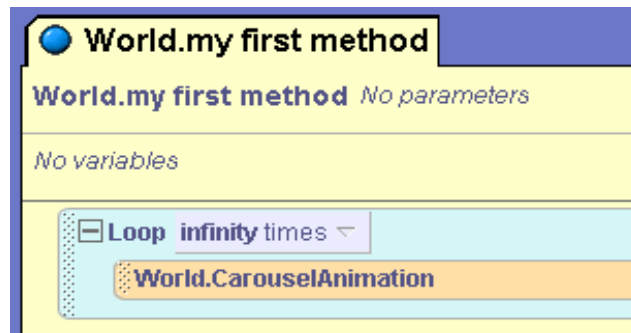 World.my first method
World.my first method No parameters
No variables
Loop infinity times
World.CarouselAnimation